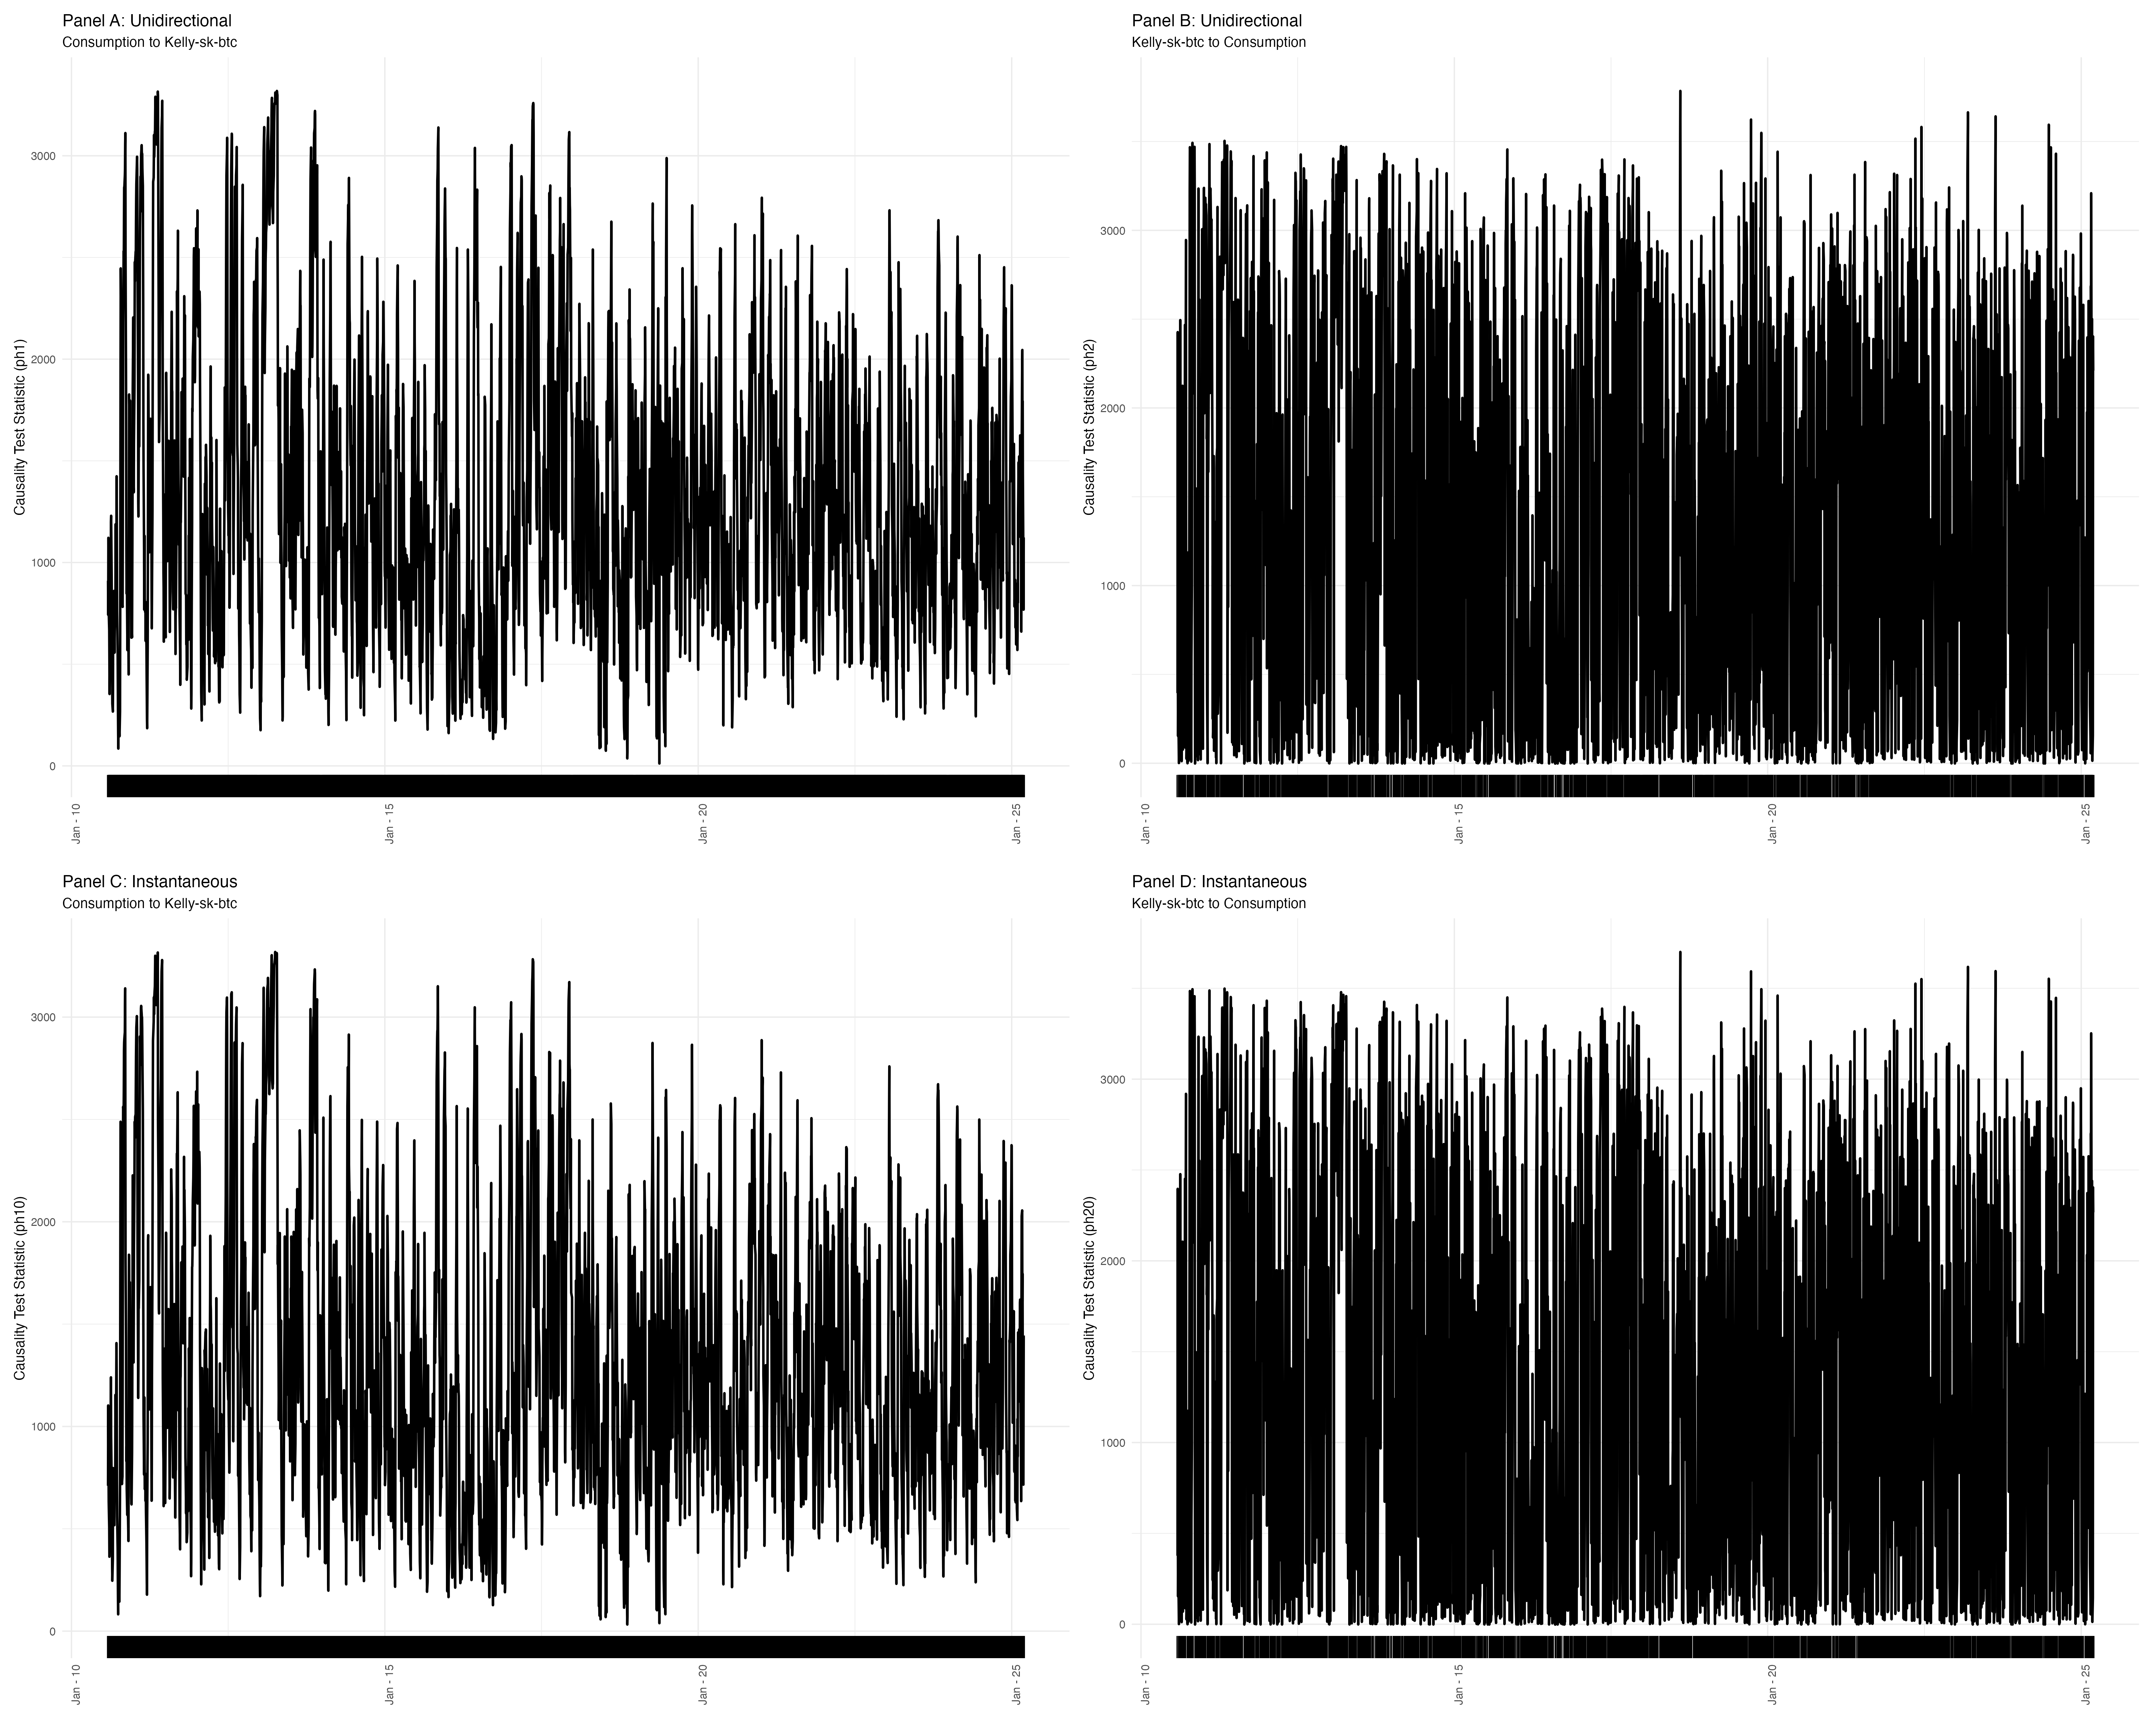 Panel A: Unidirectional
Consumption to Kelly-sk-btc
Causality Test Statistic (ph1)
3000
2000
1000
0
Jan - 10
Jan - 15
Jan - 20
Jan - 25
Panel B: Unidirectional
Kelly-sk-btc to Consumption
Causality Test Statistic (ph2)
3000
2000
1000
0
Jan - 10
Jan - 15
Jan - 20
Jan - 25
Panel C: Instantaneous
Consumption to Kelly-sk-btc
Causality Test Statistic (ph10)
3000
2000
1000
0
Jan - 10
Jan - 15
Jan - 20
Jan - 25
Panel D: Instantaneous
Kelly-sk-btc to Consumption
Causality Test Statistic (ph20)
3000
2000
1000
0
Jan - 10
Jan - 15
Jan - 20
Jan - 25